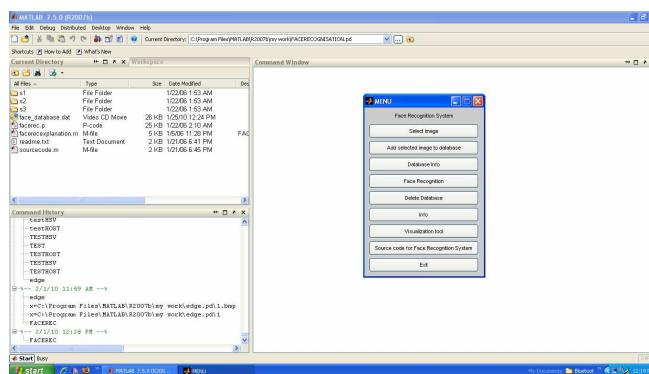 MATLAB 7.5.0 (R2007b)
File Edit Debug Distributed Desktop Window Help
Current Directory: C:\Program Files\MATLAB\R2007b\my work\FACERECOGNISATION.pd
Shortcuts How to Add What's New
Current Directory Workspace
All Files Type Size Date Modified Des
s1 File Folder 1/22/06 1:53 AM
s2 File Folder 1/22/06 1:53 AM
s3 File Folder 1/22/06 1:53 AM
face_database.dat Video CD Movie 26 KB 1/25/10 12:24 PM
facerec.p P-code 25 KB 1/22/06 2:10 AM
facerecexplanation.m M-file 5 KB 1/5/06 11:28 PM FAC
readme.txt Text Document 2 KB 1/21/06 6:41 PM
sourcecode.m M-file 2 KB 1/21/06 6:45 PM
Command History
testHSV
testHOST
TESTHSV
TEST
TESTHOST
TESTHSV
TESTHOST
edge
%-- 2/1/10 11:49 AM --%
edge
x=C:\Program Files\MATLAB\R2007b\my work\edge.pd\1.bmp
x=C:\Program Files\MATLAB\R2007b\my work\edge.pd\1
FACEREC
%-- 2/1/10 12:28 PM --%
FACEREC
Command Window
MENU
Face Recognition System
Select image
Add selected image to database
Database Info
Face Recognition
Delete Database
Info
Visualization tool
Source code for Face Recognition System
Exit
Start Busy
start
MATLAB 7.5.0 (R200...
MENU
My Documents
Bluetoot